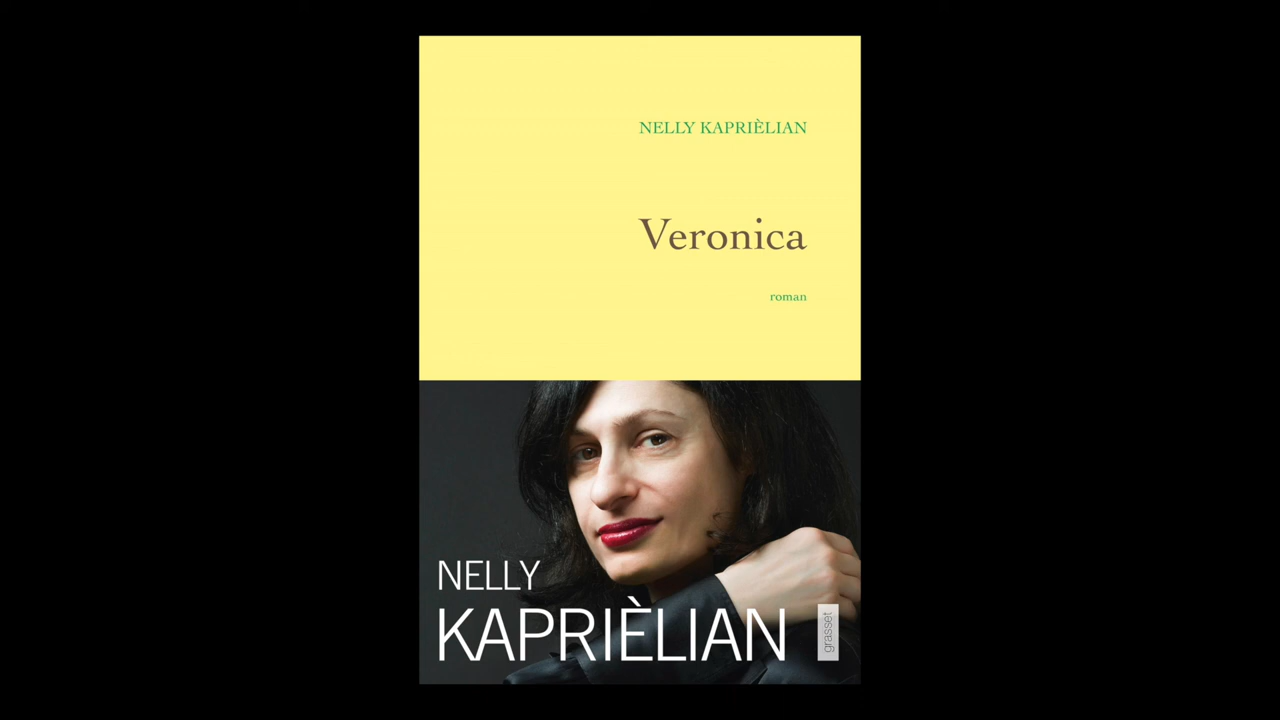 NELLY KAPRIÈLIAN
Veronica
roman
NELLY
KAPRIÈLIAN
grasset